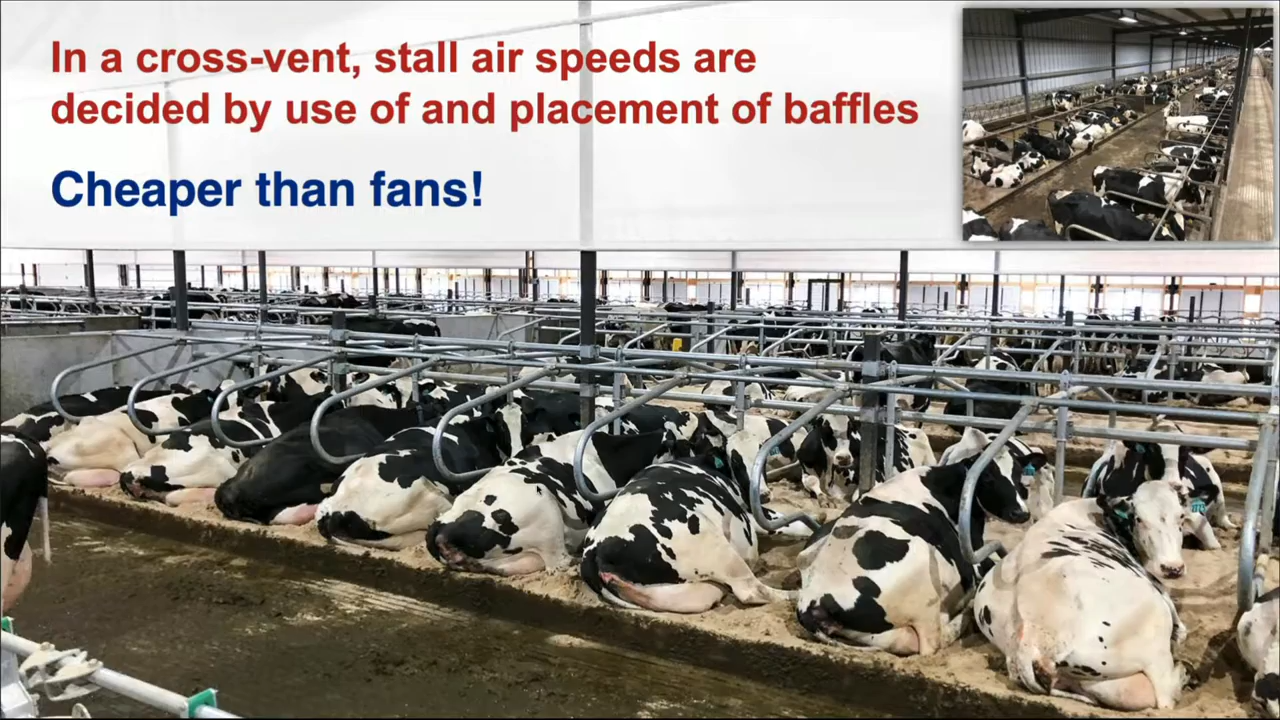 In a cross-vent, stall air speeds are
decided by use of and placement of baffles
Cheaper than fans!